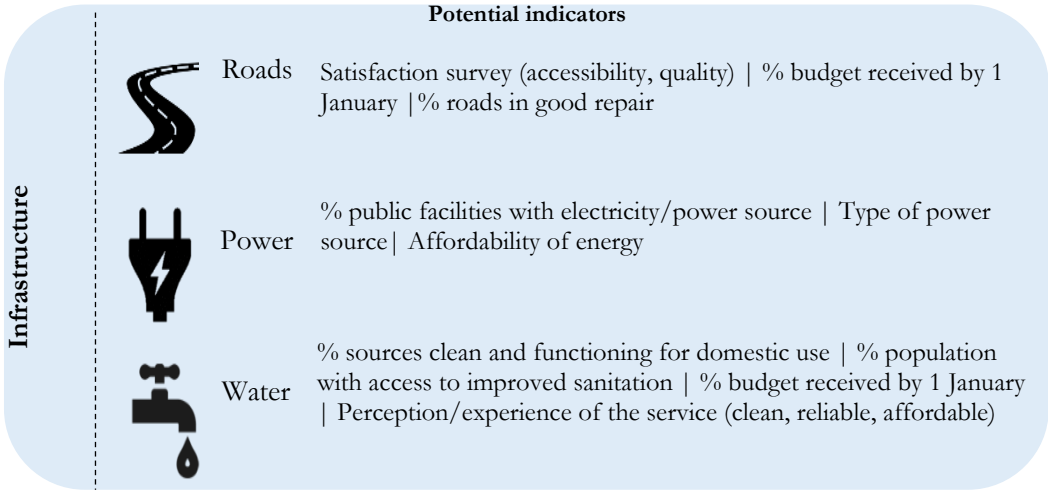 Potential indicators
Infrastructure
Roads
Satisfaction survey (accessibility, quality) | % budget received by 1
January |% roads in good repair
Power
% public facilities with electricity/power source | Type of power
source| Affordability of energy
Water
% sources clean and functioning for domestic use | % population
with access to improved sanitation | % budget received by 1 January
| Perception/experience of the service (clean, reliable, affordable)